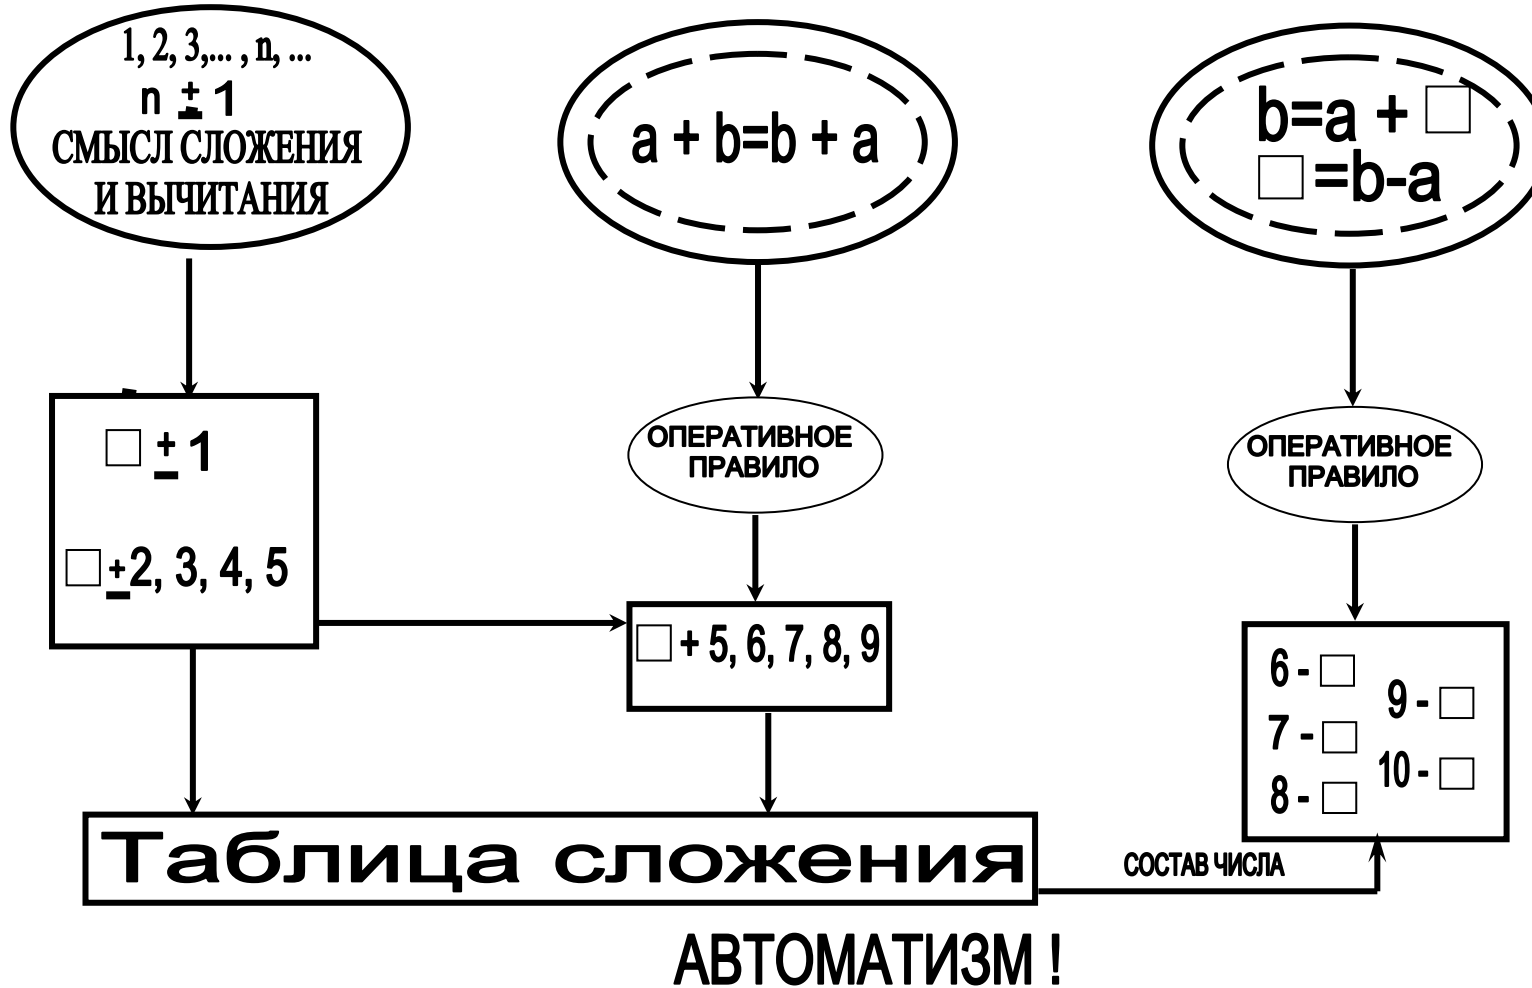 1, 2, 3,... , n, ...
n ± 1
СМЫСЛ СЛОЖЕНИЯ
И ВЫЧИТАНИЯ
□ ± 1
□ ± 2, 3, 4, 5
a + b=b + a
ОПЕРАТИВНОЕ
ПРАВИЛО
□ + 5, 6, 7, 8, 9
b=a + □
□ =b-a
ОПЕРАТИВНОЕ
ПРАВИЛО
6 - □
7 - □
8 - □
9 - □
10 - □
Таблица сложения
СОСТАВ ЧИСЛА
АВТОМАТИЗМ !